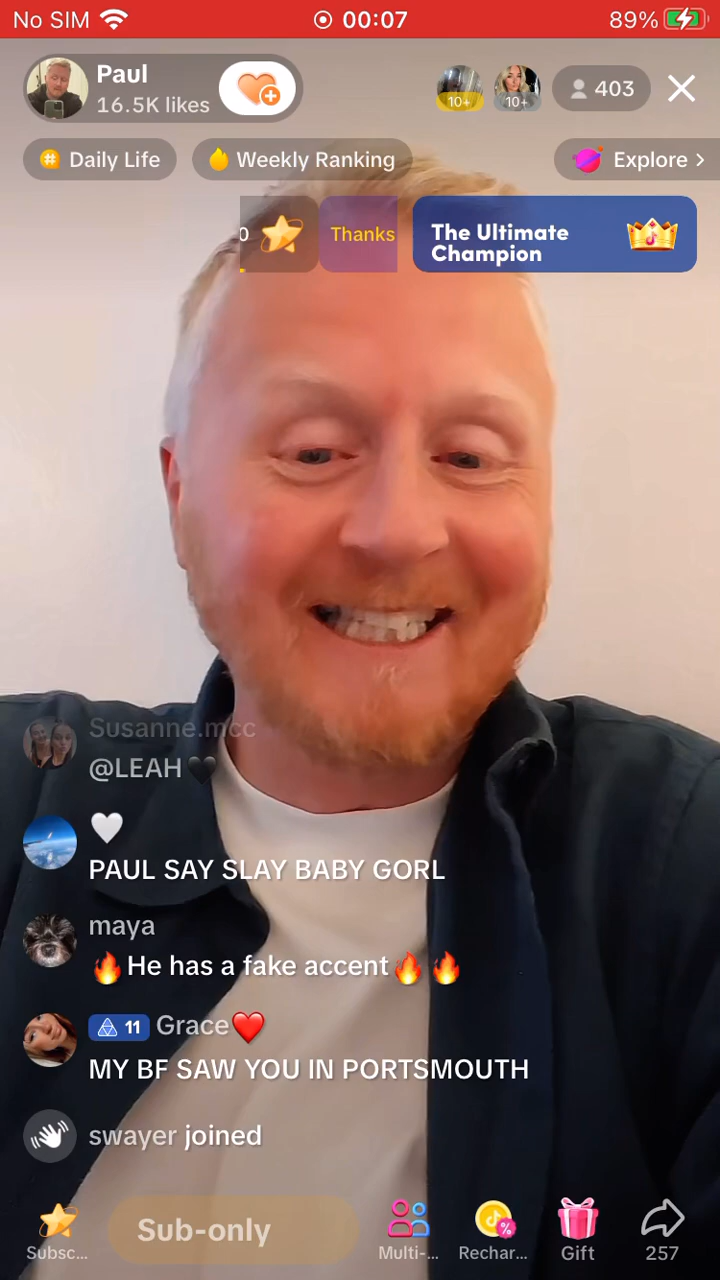 No SIM 00:07 89%
Paul
16.5K likes
10+ 10+ 403
Daily Life Weekly Ranking Explore >
0 Thanks The Ultimate
Champion
Susanne.mcc
@LEAH🖤
🤍
PAUL SAY SLAY BABY GORL
maya
🔥He has a fake accent🔥🔥
11 Grace❤️
MY BF SAW YOU IN PORTSMOUTH
swayer joined
Sub-only
Subsc... Multi-... Rechar... Gift 257